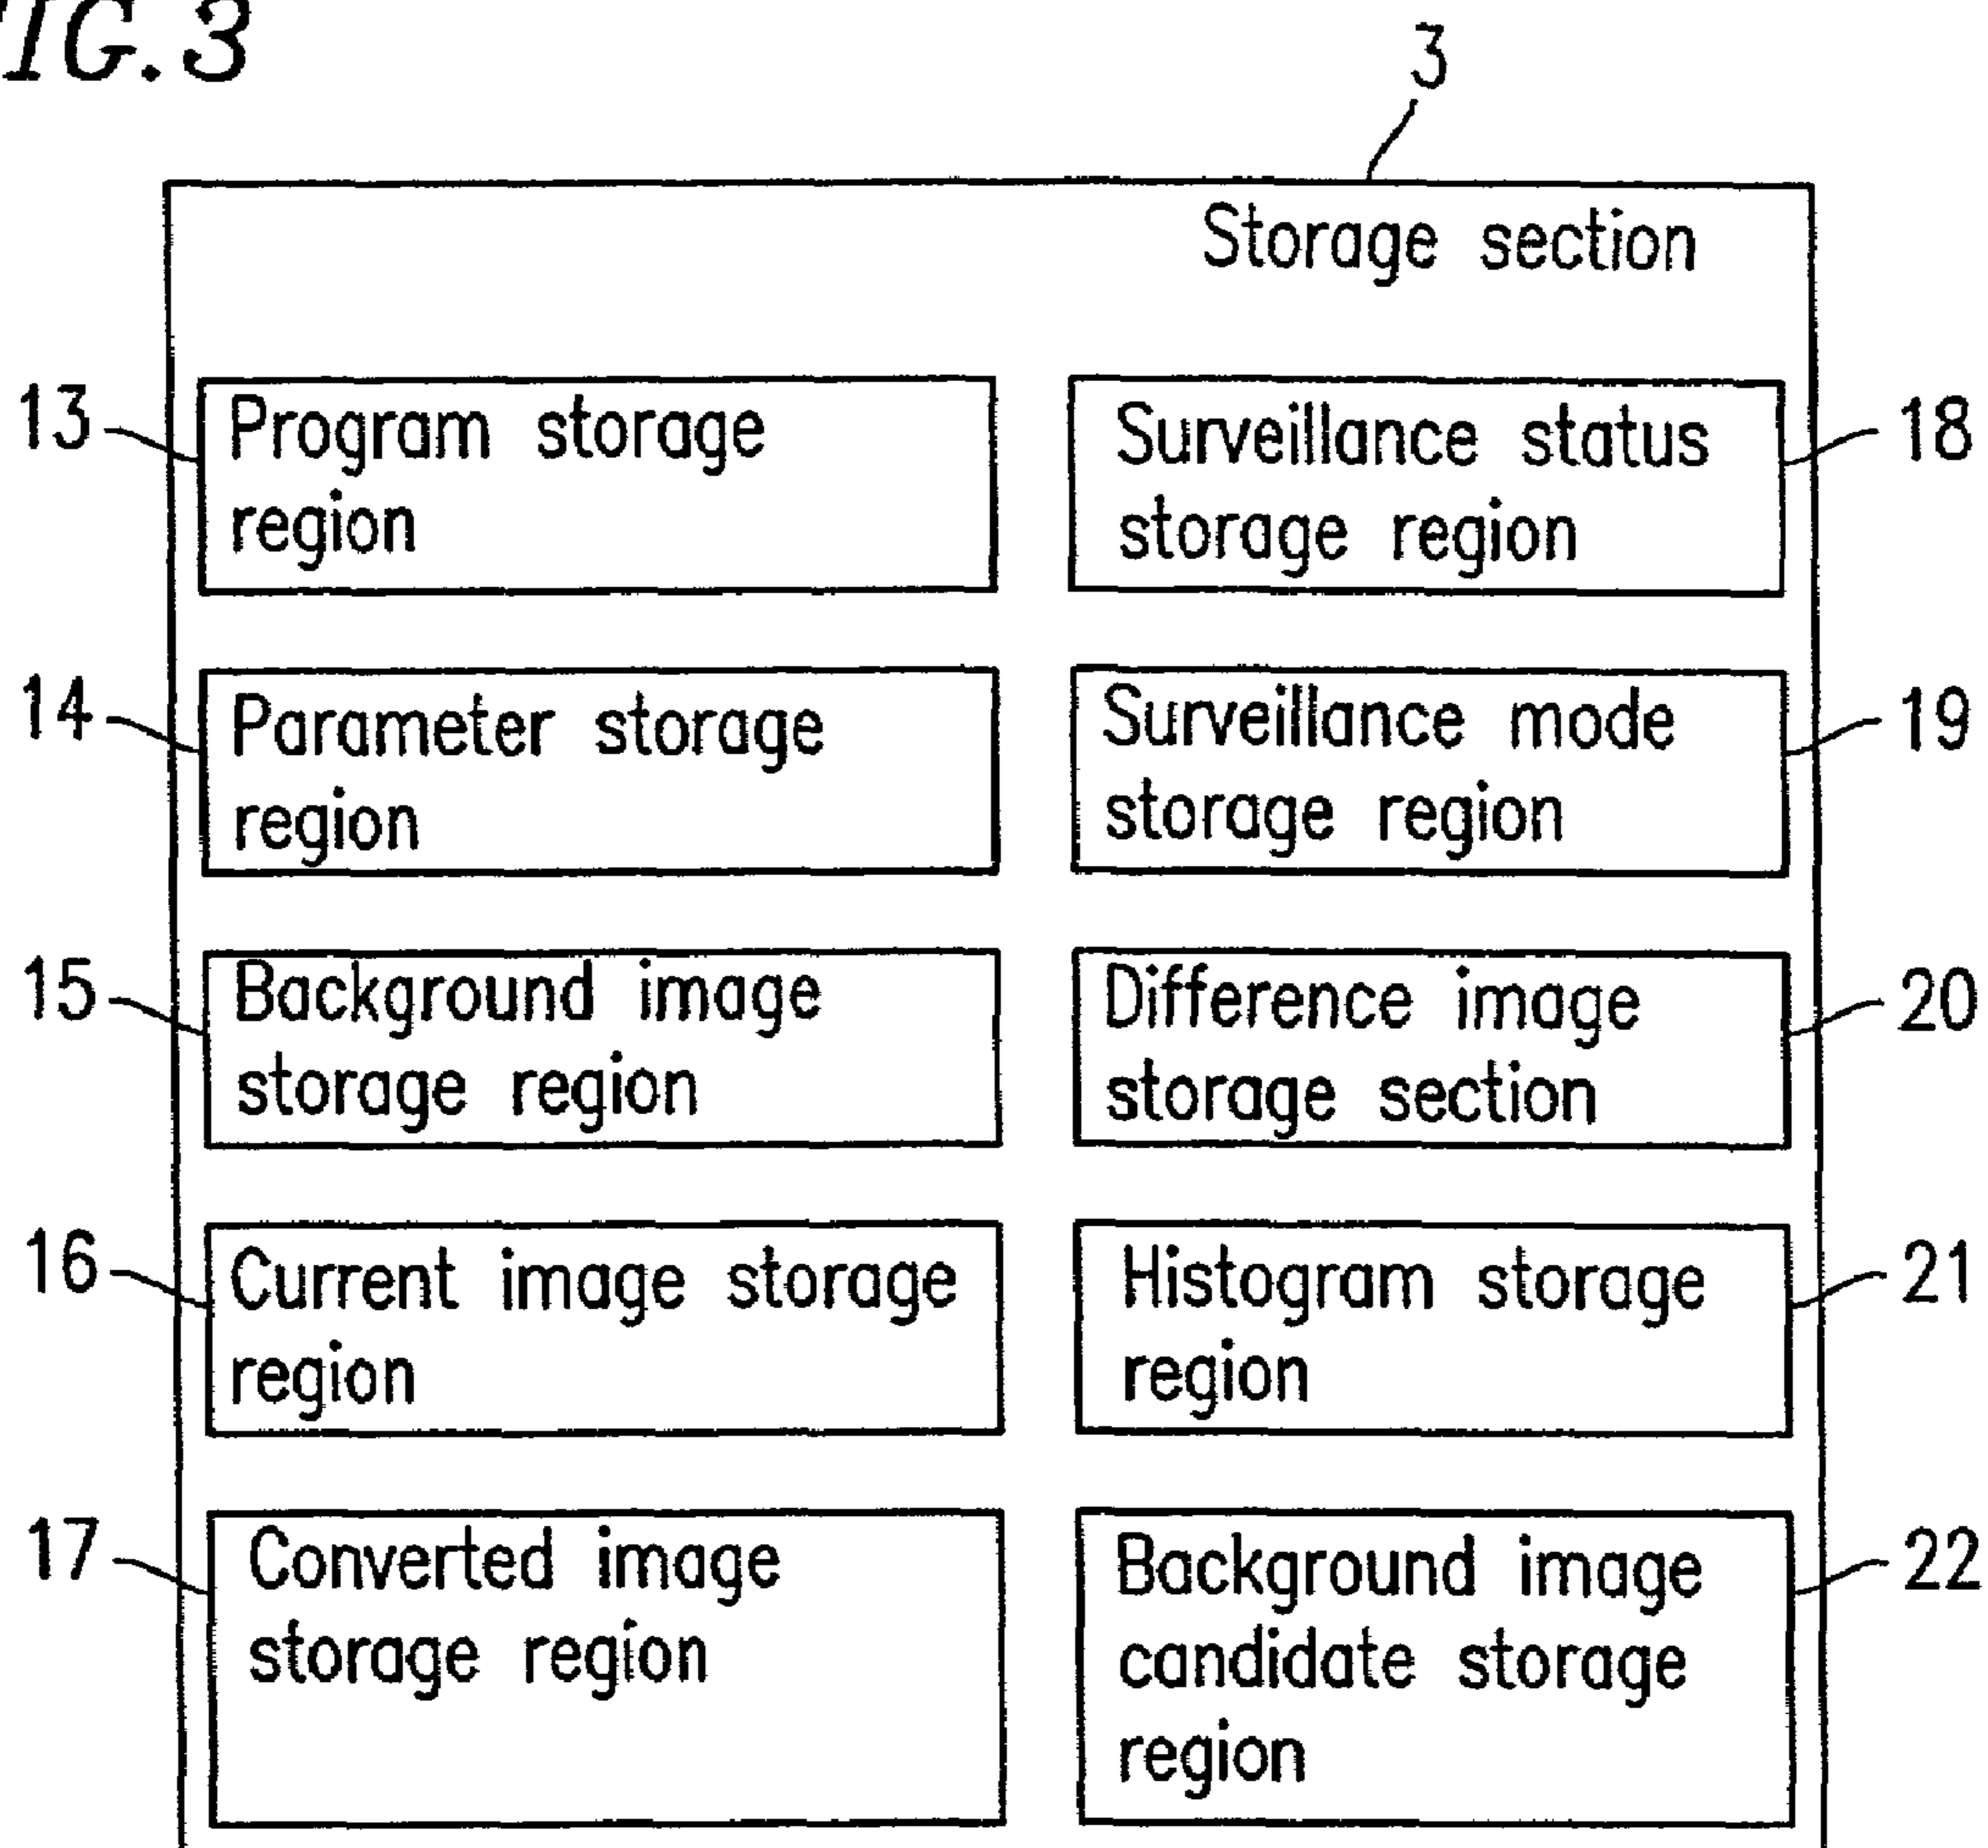 IG.3
3
Storage section
13
Program storage
region
14
Parameter storage
region
15
Background image
storage region
16
Current image storage
region
17
Converted image
storage region
Surveillance status
storage region
18
Surveillance mode
storage region
19
Difference image
storage section
20
Histogram storage
region
21
Background image
candidate storage
region
22